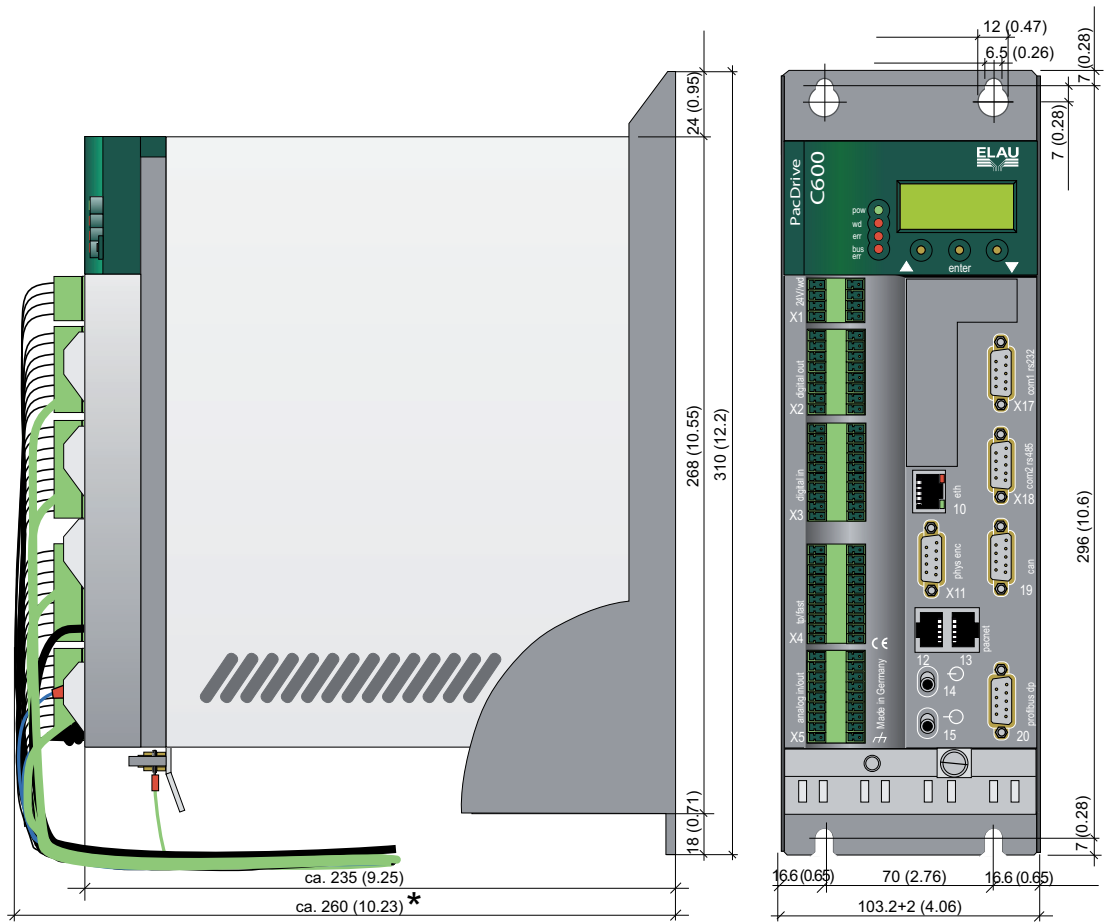 24 (0.95)
268 (10.55)
310 (12.2)
18 (0.71)
ca. 235 (9.25)
ca. 260 (10.23)*
12 (0.47)
6.5 (0.26)
7 (0.28)
7 (0.28)
ELAU
PacDrive
C600
pow
wd
err
bus
err
enter
24V/wd
X1
digital out
X2
digital in
X3
tp/fast
X4
analog in/out
X5
com1 rs232
X17
com2 rs485
X18
eth
10
phys enc
X11
can
19
pacnet
12
13
14
15
CE
Made in Germany
profibus dp
20
296 (10.6)
7 (0.28)
16.6 (0.65)
70 (2.76)
16.6 (0.65)
103.2+2 (4.06)